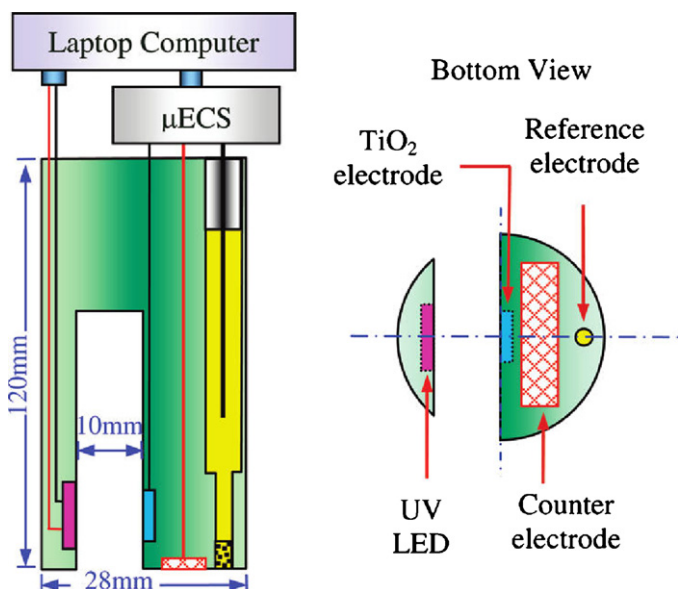 Laptop Computer
μECS
120mm
10mm
28mm
Bottom View
TiO₂
electrode
Reference
electrode
UV
LED
Counter
electrode